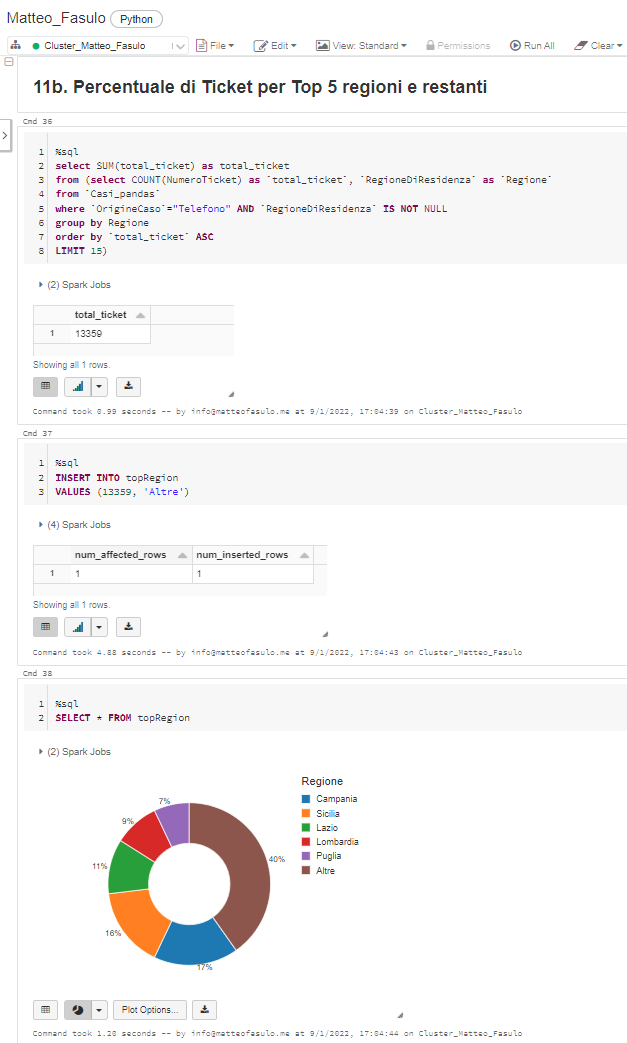 Matteo_Fasulo Python
Cluster_Matteo_Fasulo File Edit View: Standard Permissions Run All Clear
11b. Percentuale di Ticket per Top 5 regioni e restanti
Cmd 36
1 %sql
2 select SUM(total_ticket) as total_ticket
3 from (select COUNT(NumeroTicket) as `total_ticket`, `RegioneDiResidenza` as `Regione`
4 from `Casi_pandas`
5 where `OrigineCaso`="Telefono" AND `RegioneDiResidenza` IS NOT NULL
6 group by Regione
7 order by `total_ticket` ASC
8 LIMIT 15)
(2) Spark Jobs
total_ticket
1 13359
Showing all 1 rows.
Command took 0.99 seconds -- by info@matteofasulo.me at 9/1/2022, 17:04:39 on Cluster_Matteo_Fasulo
Cmd 37
1 %sql
2 INSERT INTO topRegion
3 VALUES (13359, 'Altre')
(4) Spark Jobs
num_affected_rows num_inserted_rows
1 1 1
Showing all 1 rows.
Command took 4.88 seconds -- by info@matteofasulo.me at 9/1/2022, 17:04:43 on Cluster_Matteo_Fasulo
Cmd 38
1 %sql
2 SELECT * FROM topRegion
(2) Spark Jobs
Regione
Campania
Sicilia
Lazio
Lombardia
Puglia
Altre
7%
9%
11%
16%
17%
40%
Plot Options...
Command took 1.20 seconds -- by info@matteofasulo.me at 9/1/2022, 17:04:44 on Cluster_Matteo_Fasulo